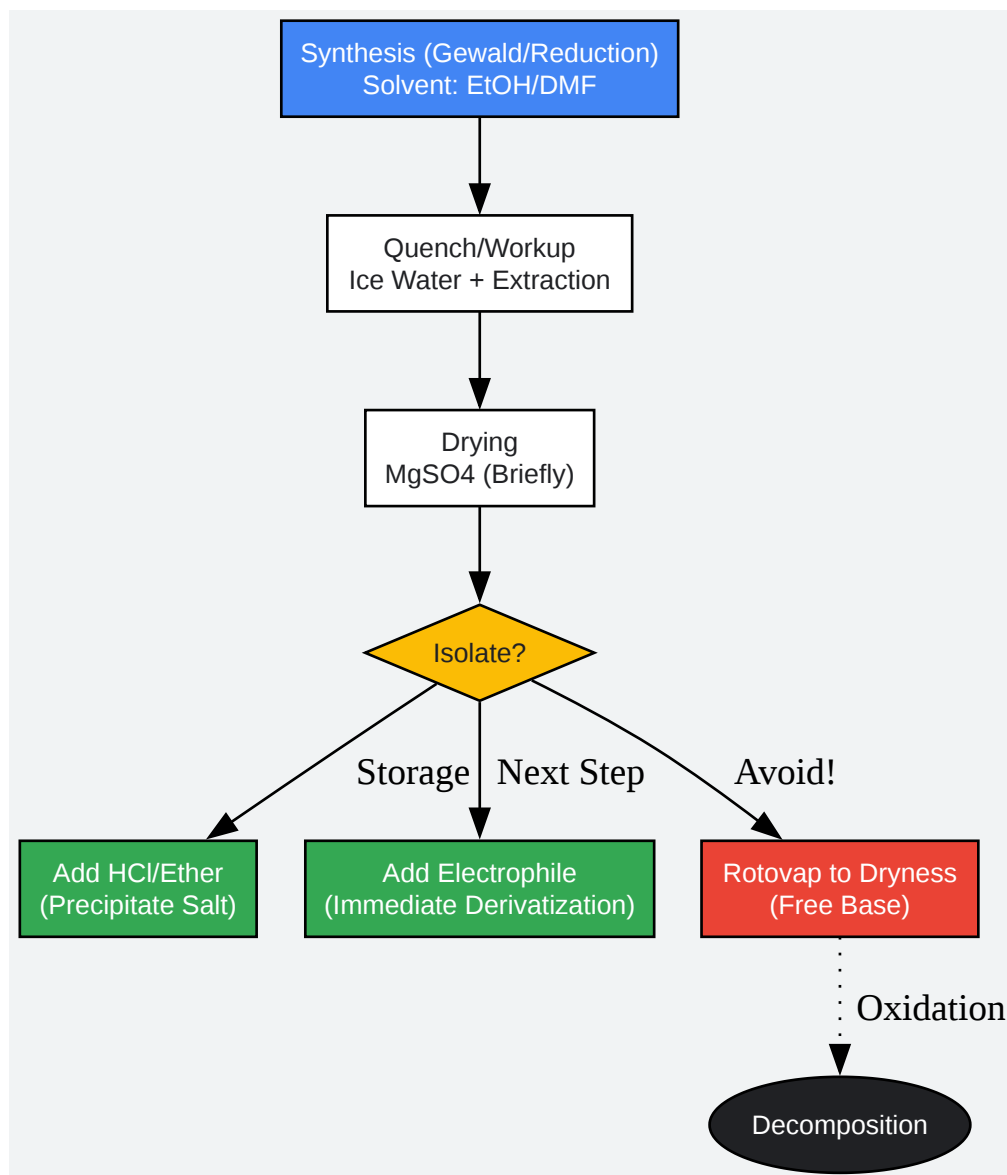 Synthesis (Gewald/Reduction)
Solvent: EtOH/DMF
Quench/Workup
Ice Water + Extraction
Drying
MgSO4 (Briefly)
Isolate?
Storage
Next Step
Avoid!
Add HCl/Ether
(Precipitate Salt)
Add Electrophile
(Immediate Derivatization)
Rotovap to Dryness
(Free Base)
Oxidation
Decomposition